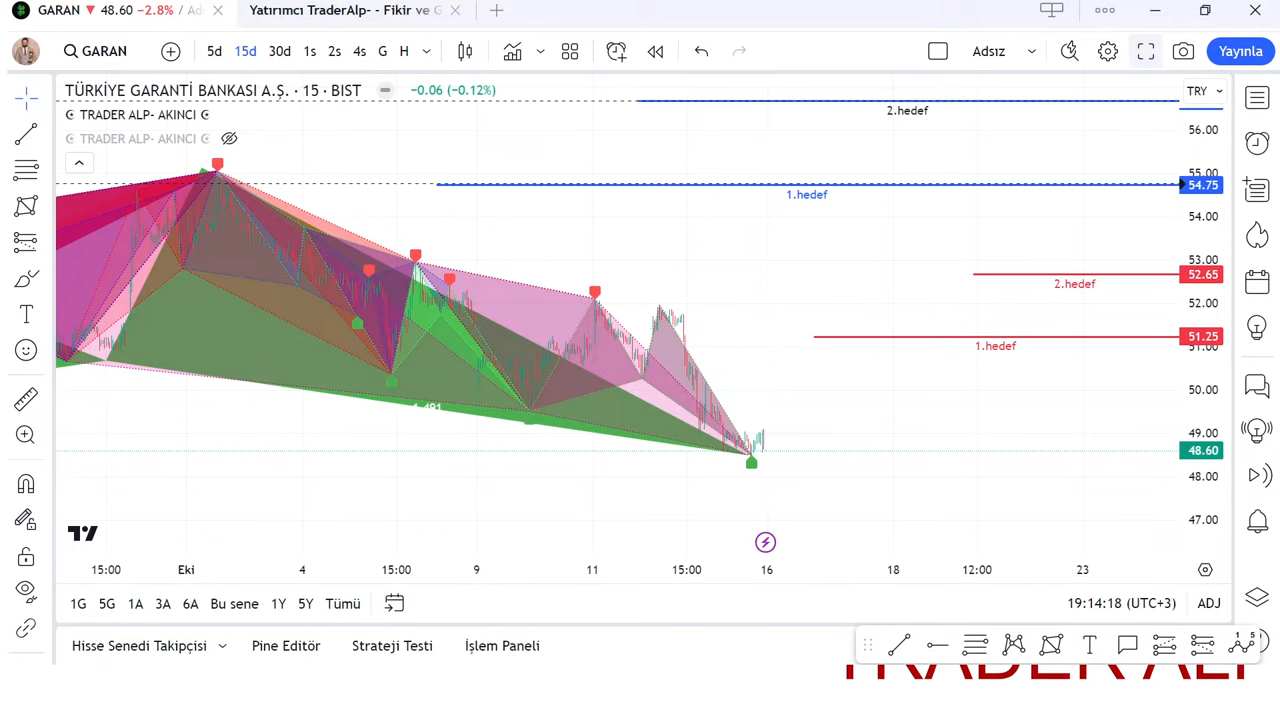 GARAN ▼ 48.60 −2.8% / Ad
Yatırımcı TraderAlp- - Fikir ve G
GARAN
5d 15d 30d 1s 2s 4s G H
Adsız
Yayınla
TÜRKİYE GARANTİ BANKASI A.Ş. · 15 · BIST
−0.06 (−0.12%)
TRY
TRADER ALP- AKINCI
TRADER ALP- AKINCI
2.hedef
56.00
55.00
54.75
1.hedef
54.00
53.00
52.65
2.hedef
52.00
51.25
51.00
1.hedef
50.00
49.00
48.60
48.00
47.00
15:00 Eki 4 15:00 9 11 15:00 16 18 12:00 23
1G 5G 1A 3A 6A Bu sene 1Y 5Y Tümü
19:14:18 (UTC+3) ADJ
Hisse Senedi Takipçisi Pine Editör Strateji Testi İşlem Paneli
TRADER ALP